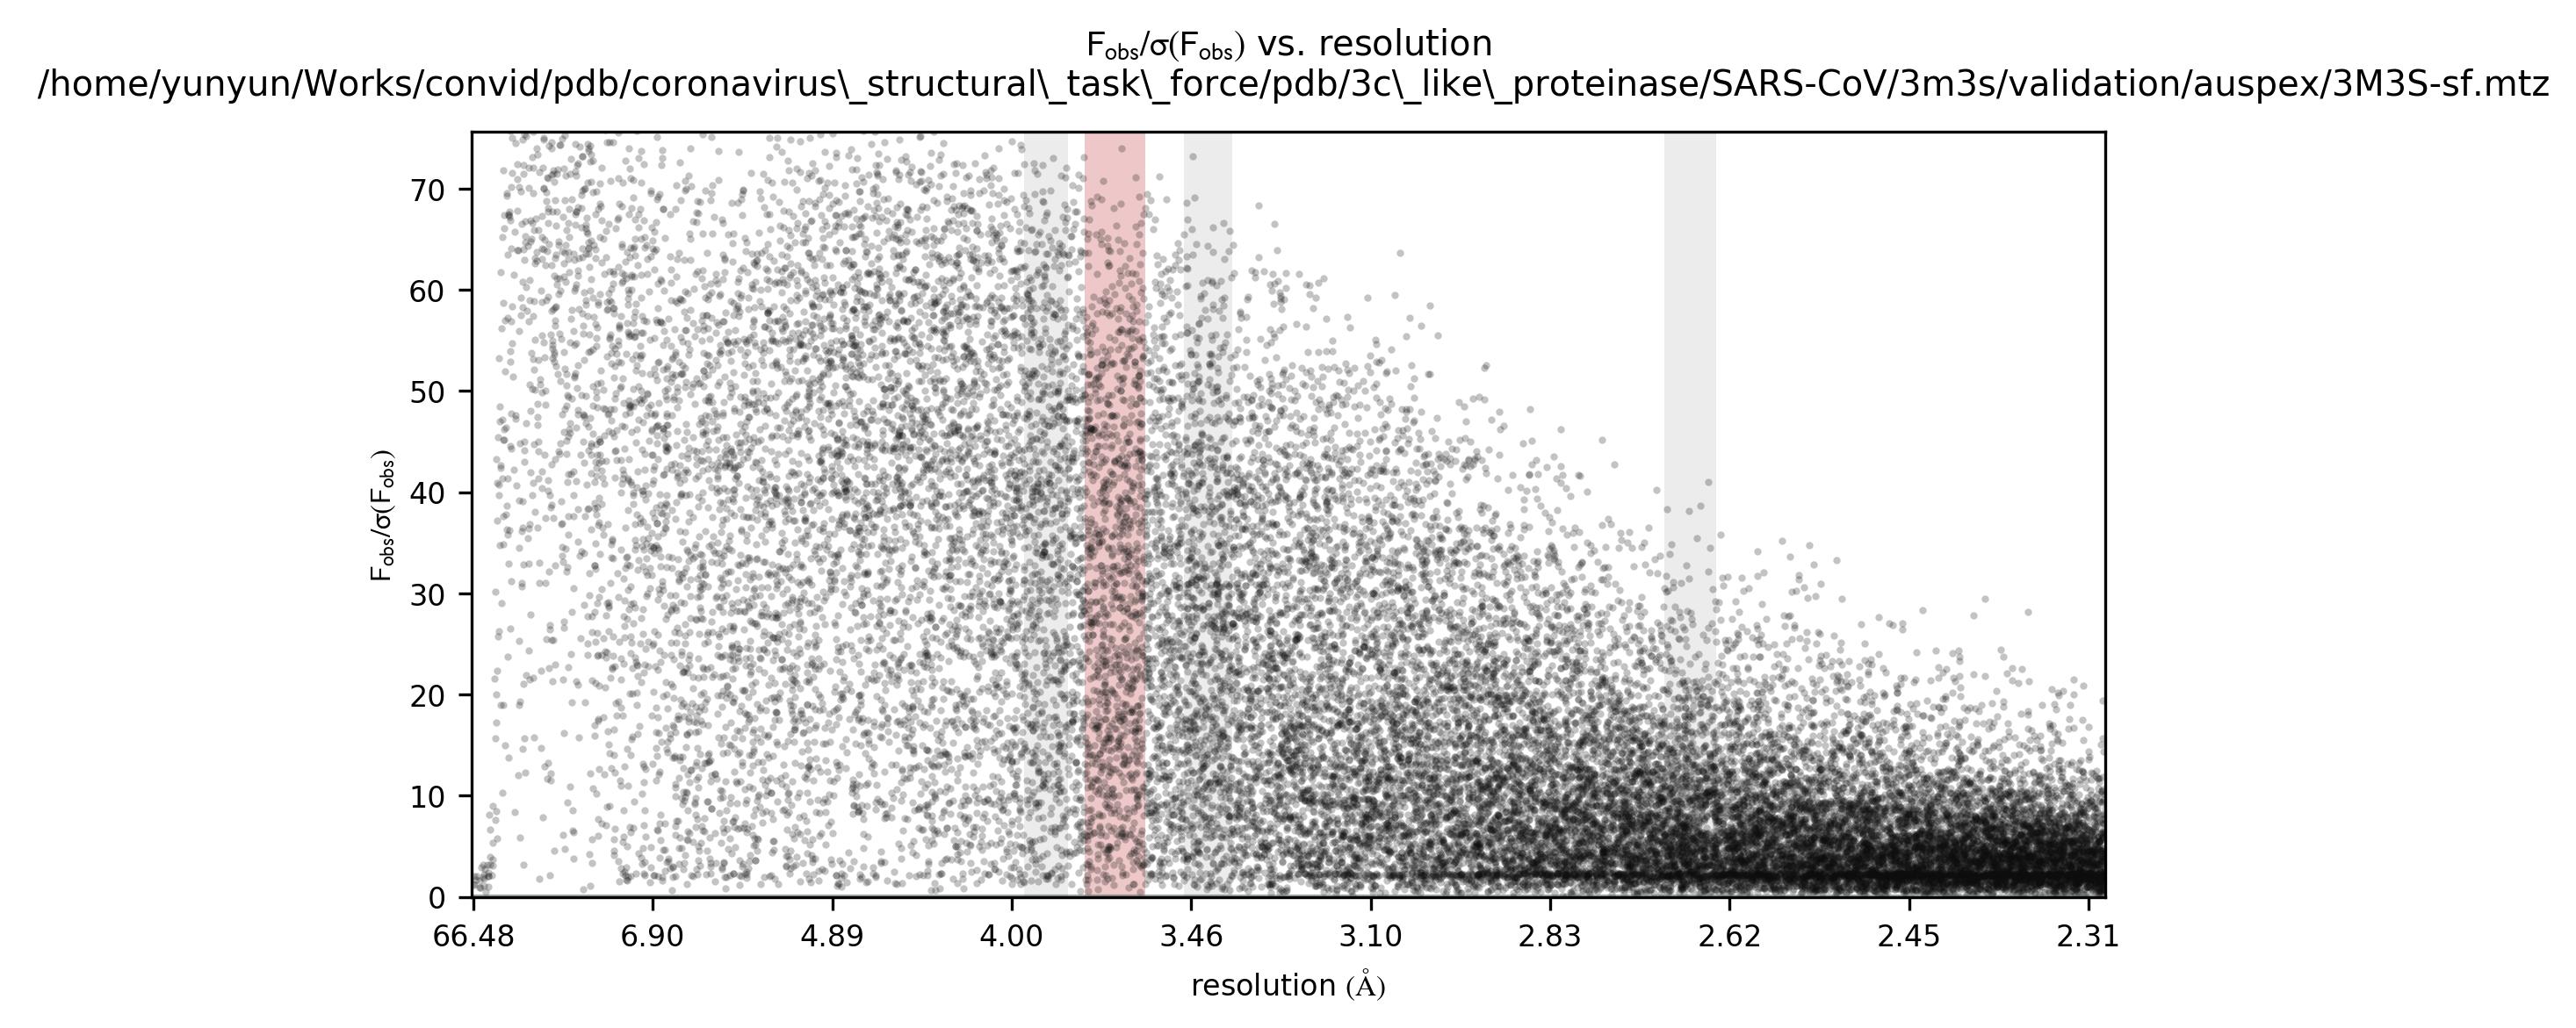 Fobs/σ(Fobs) vs. resolution
/home/yunyun/Works/convid/pdb/coronavirus\_structural\_task\_force/pdb/3c\_like\_proteinase/SARS-CoV/3m3s/validation/auspex/3M3S-sf.mtz
Fobs/σ(Fobs)
70
60
50
40
30
20
10
0
66.48 6.90 4.89 4.00 3.46 3.10 2.83 2.62 2.45 2.31
resolution (Å)